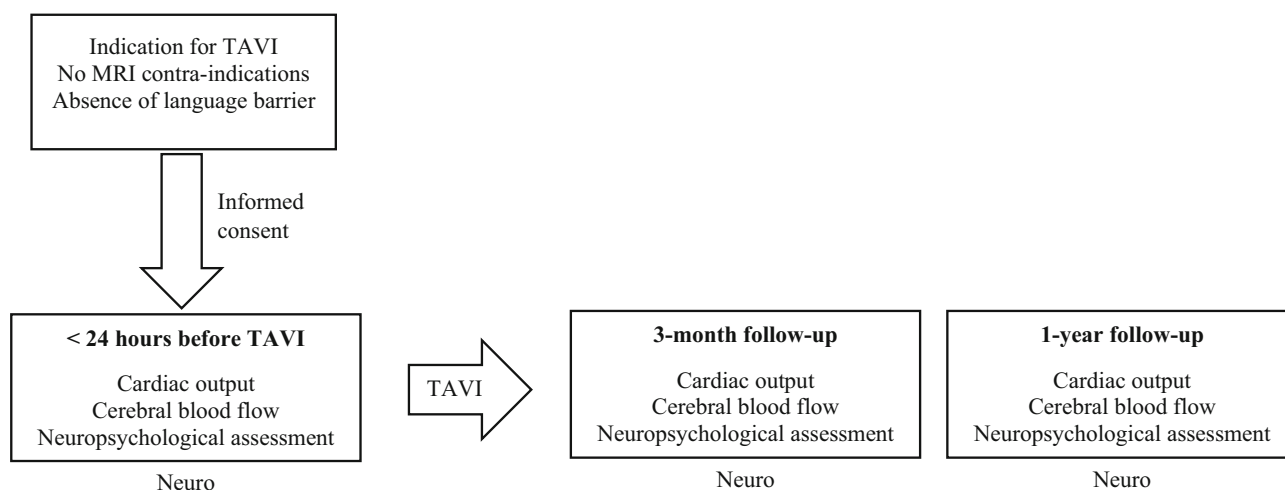 Indication for TAVI
No MRI contra-indications
Absence of language barrier
Informed
consent
< 24 hours before TAVI
Cardiac output
Cerebral blood flow
Neuropsychological assessment
Neuro
TAVI
3-month follow-up
Cardiac output
Cerebral blood flow
Neuropsychological assessment
Neuro
1-year follow-up
Cardiac output
Cerebral blood flow
Neuropsychological assessment
Neuro